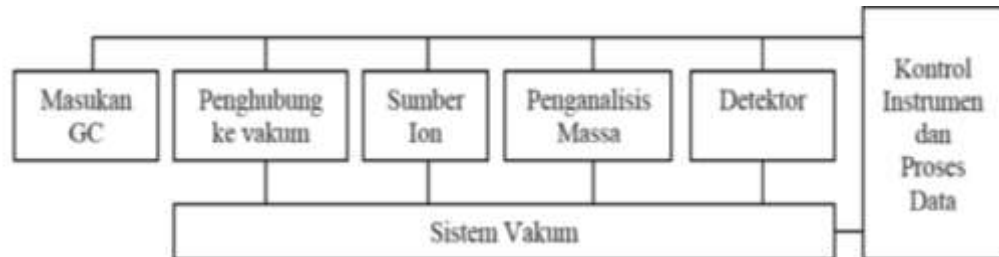 Masukan
GC
Penghubung
ke vakum
Sumber
Ion
Penganalisis
Massa
Detektor
Kontrol
Instrumen
dan
Proses
Data
Sistem Vakum